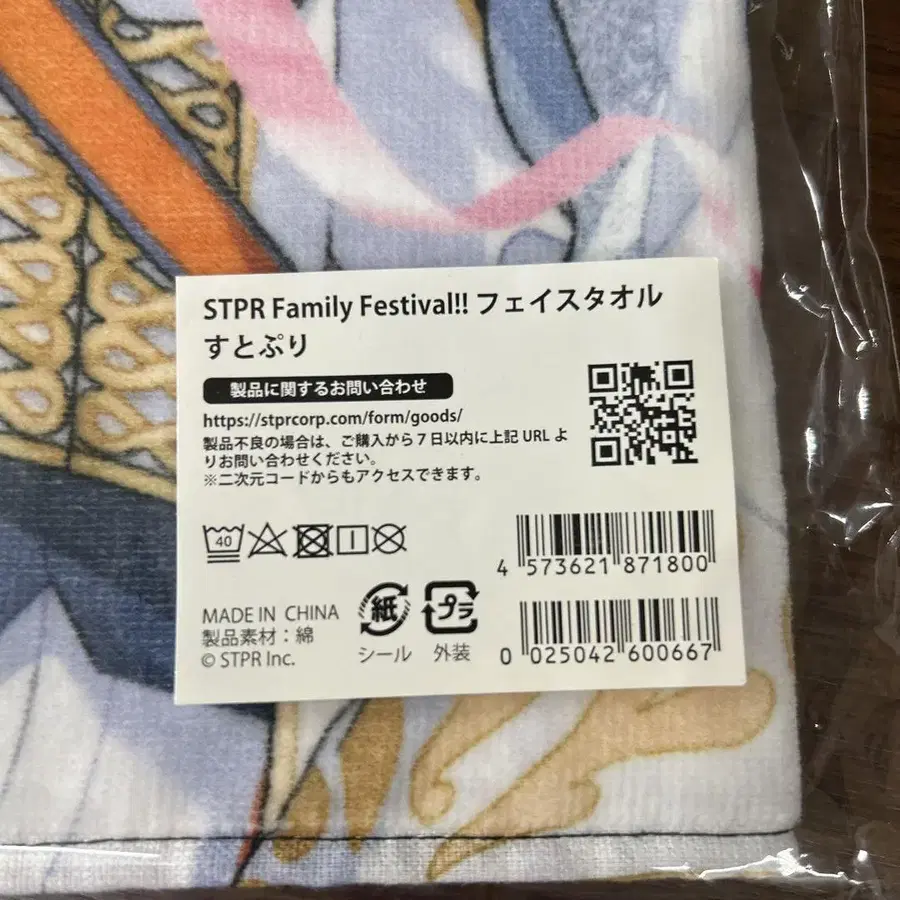 STPR Family Festival!! フェイスタオル
すとぷり
製品に関するお問い合わせ
https://stprcorp.com/form/goods/
製品不良の場合は、ご購入から7日以内に上記 URL よ
りお問い合わせください。
※二次元コードからもアクセスできます。
40
4 573621 871800
MADE IN CHINA
製品素材：綿
© STPR Inc.
紙
シール
プラ
外装
0 025042 600667